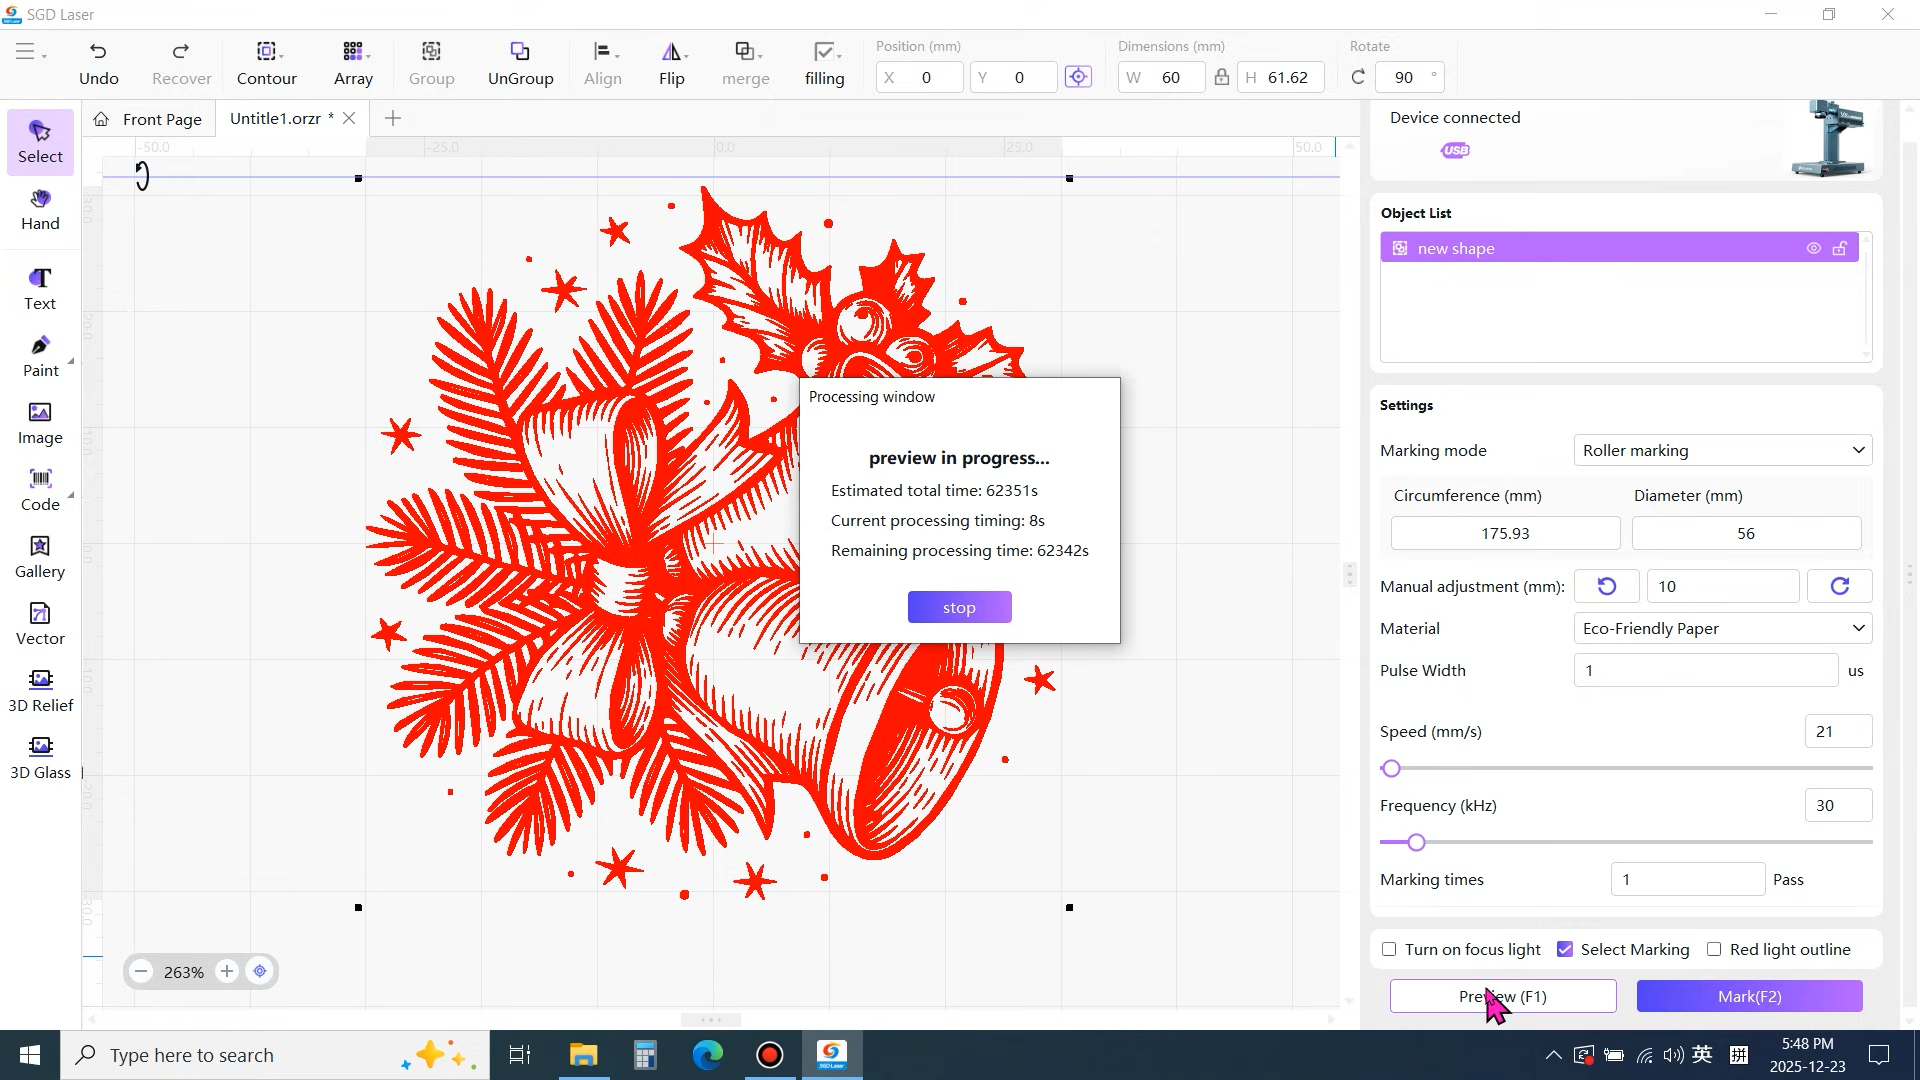 SGD Laser
Undo
Recover
Contour
Array
Group
UnGroup
Align
Flip
merge
filling
Position (mm)
X 0
Y 0
Dimensions (mm)
W 60
H 61.62
Rotate
90 °
Front Page
Untitle1.orzr *
-50.0
-25.0
0.0
25.0
50.0
Select
Hand
Text
Paint
Image
Code
Gallery
Vector
3D Relief
3D Glass
Processing window
preview in progress...
Estimated total time: 62351s
Current processing timing: 8s
Remaining processing time: 62342s
stop
263%
Device connected
USB
Object List
new shape
Settings
Marking mode
Roller marking
Circumference (mm)
Diameter (mm)
175.93
56
Manual adjustment (mm):
10
Material
Eco-Friendly Paper
Pulse Width
1
us
Speed (mm/s)
21
Frequency (kHz)
30
Marking times
1
Pass
Turn on focus light
Select Marking
Red light outline
Preview (F1)
Mark(F2)
Type here to search
英
拼
5:48 PM
2025-12-23